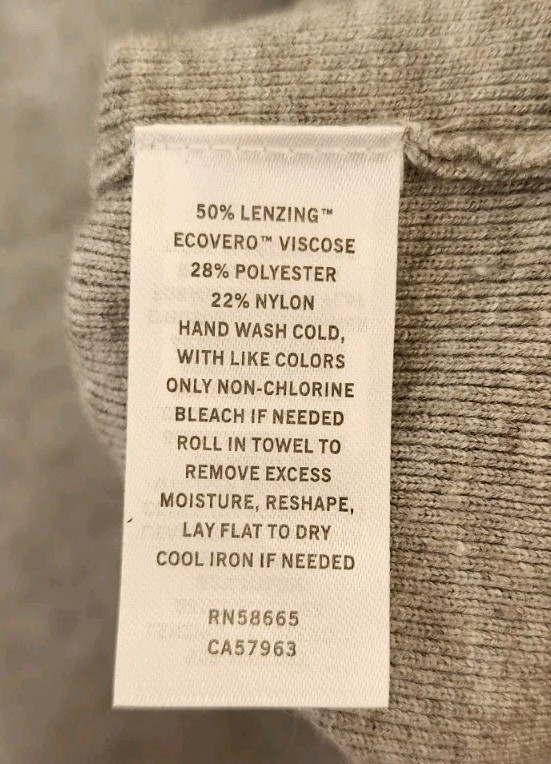 50% LENZING™
ECOVERO™ VISCOSE
28% POLYESTER
22% NYLON
HAND WASH COLD,
WITH LIKE COLORS
ONLY NON-CHLORINE
BLEACH IF NEEDED
ROLL IN TOWEL TO
REMOVE EXCESS
MOISTURE, RESHAPE,
LAY FLAT TO DRY
COOL IRON IF NEEDED
RN58665
CA57963